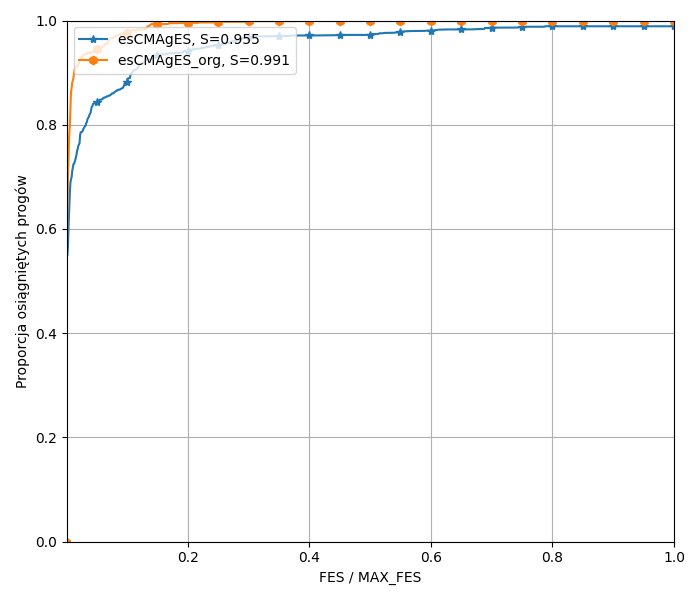 1.0
0.8
0.6
0.4
0.2
0.0
Proporcja osiągniętych progów
esCMAgES, S=0.955
esCMAgES_org, S=0.991
0.2
0.4
0.6
0.8
1.0
FES / MAX_FES